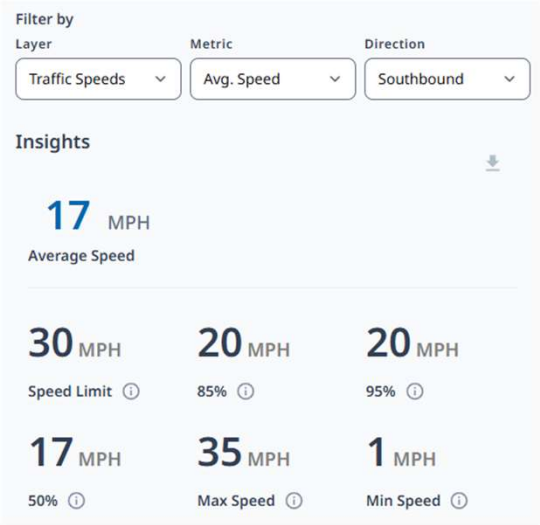 Filter by
Layer Metric Direction
Traffic Speeds Avg. Speed Southbound
Insights
17 MPH
Average Speed
30 MPH 20 MPH 20 MPH
Speed Limit 85% 95%
17 MPH 35 MPH 1 MPH
50% Max Speed Min Speed